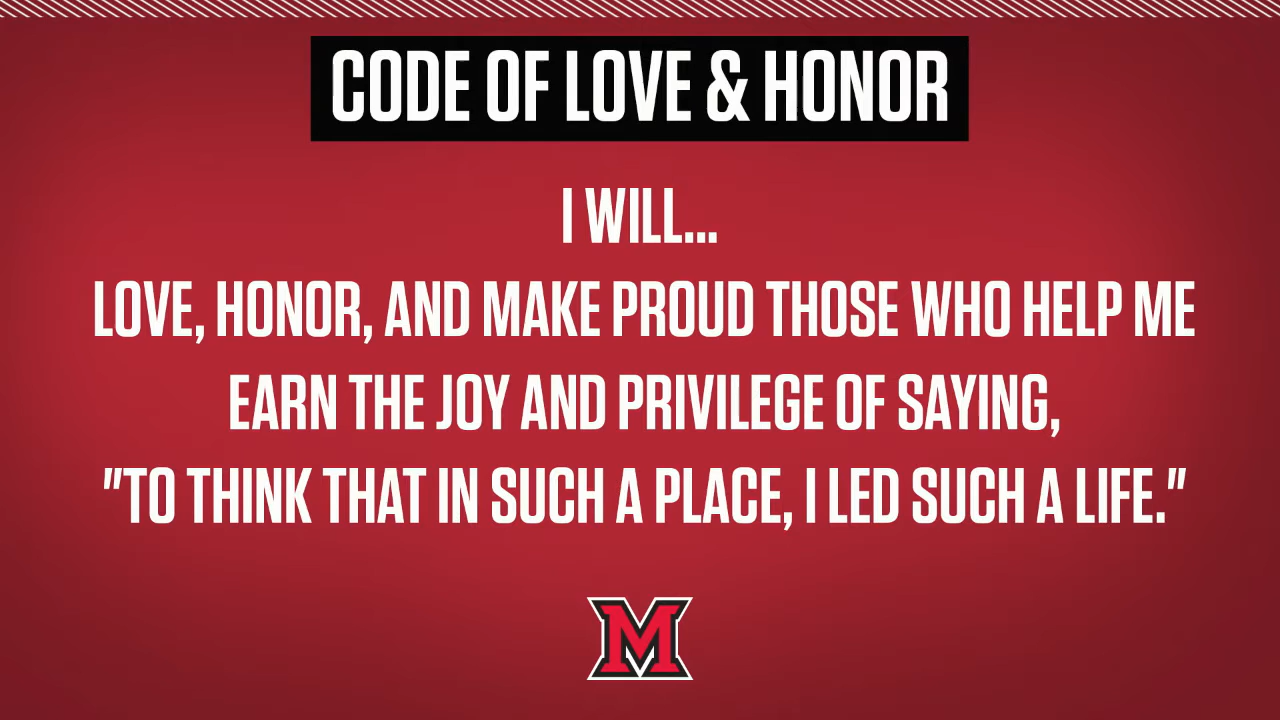 CODE OF LOVE & HONOR
I WILL...
LOVE, HONOR, AND MAKE PROUD THOSE WHO HELP ME
EARN THE JOY AND PRIVILEGE OF SAYING,
"TO THINK THAT IN SUCH A PLACE, I LED SUCH A LIFE."
M